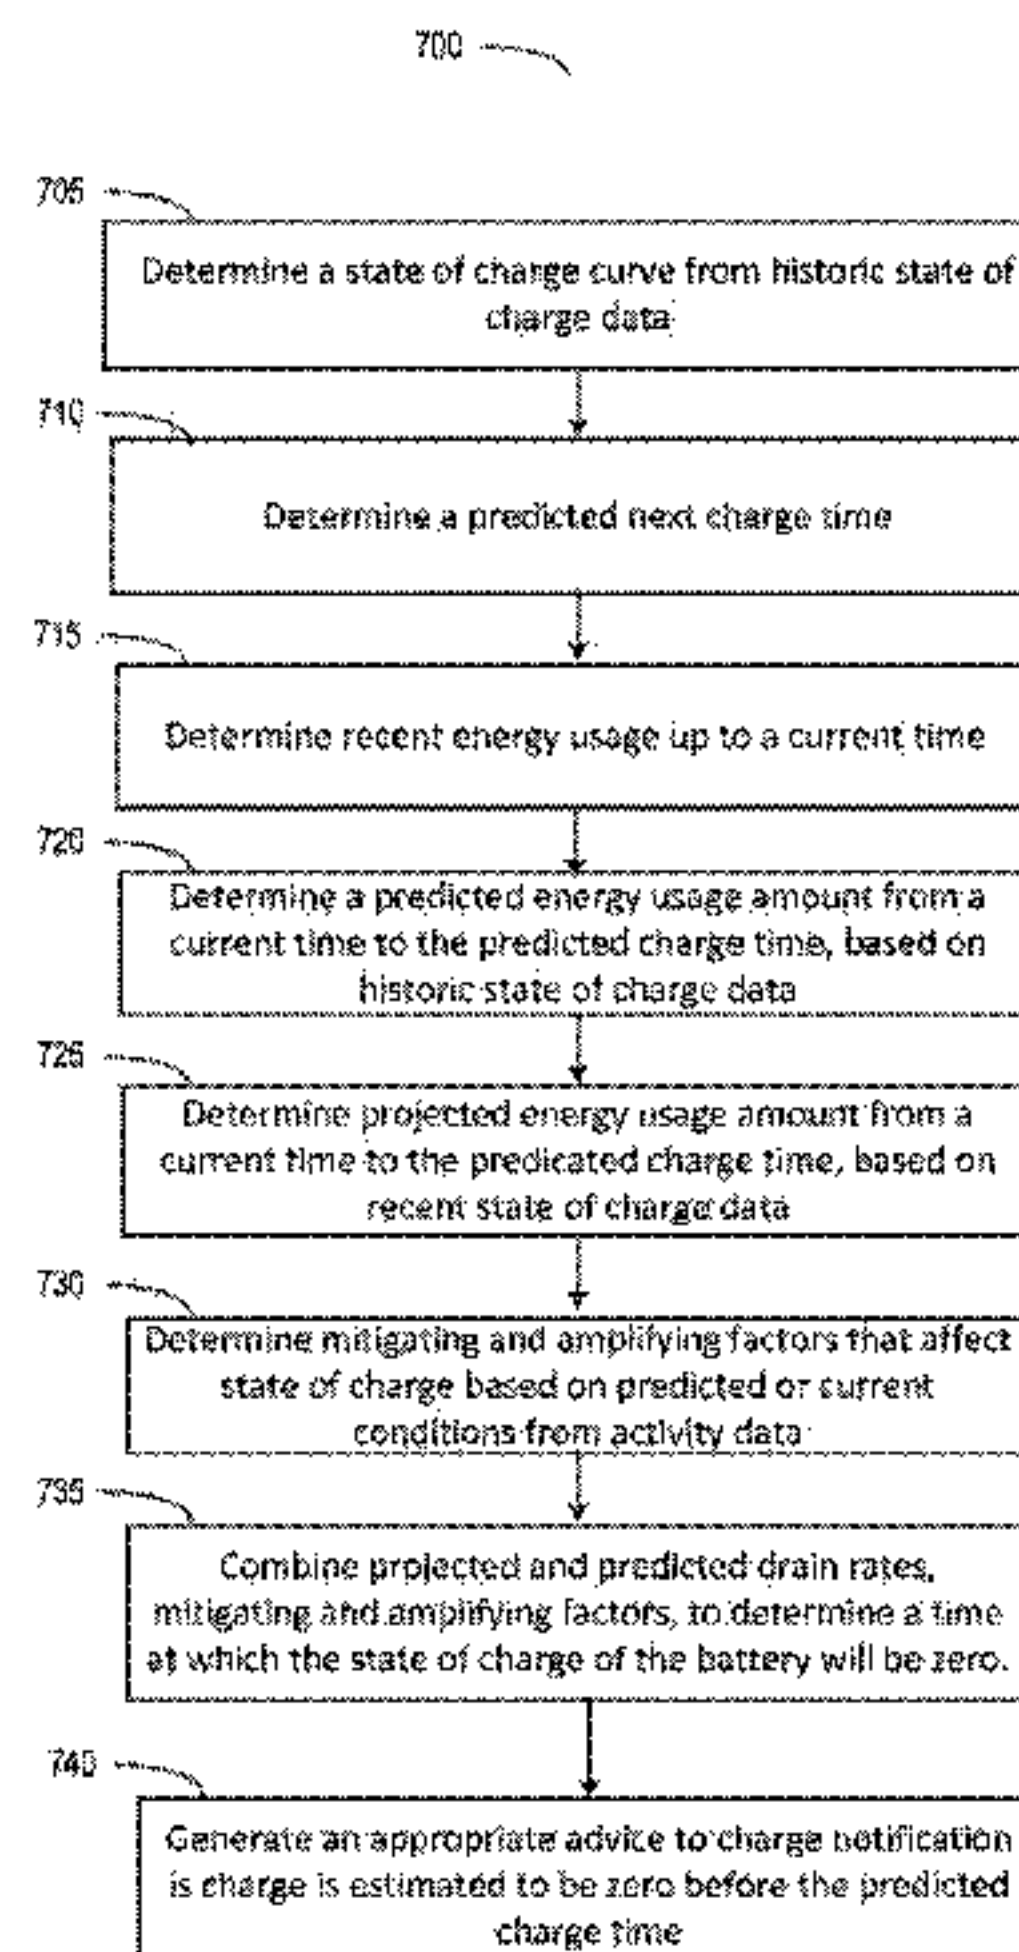 700
705
Determine a state of charge curve from historic state of
charge data
710
Determine a predicted next charge time
715
Determine recent energy usage up to a current time
720
Determine a predicted energy usage amount from a
current time to the predicted charge time, based on
historic state of charge data
725
Determine projected energy usage amount from a
current time to the predicated charge time, based on
recent state of charge data
730
Determine mitigating and amplifying factors that affect
state of charge based on predicted or current
conditions from activity data
735
Combine projected and predicted drain rates,
mitigating and amplifying factors, to determine a time
at which the state of charge of the battery will be zero.
740
Generate an appropriate advice to charge notification
is charge is estimated to be zero before the predicted
charge time